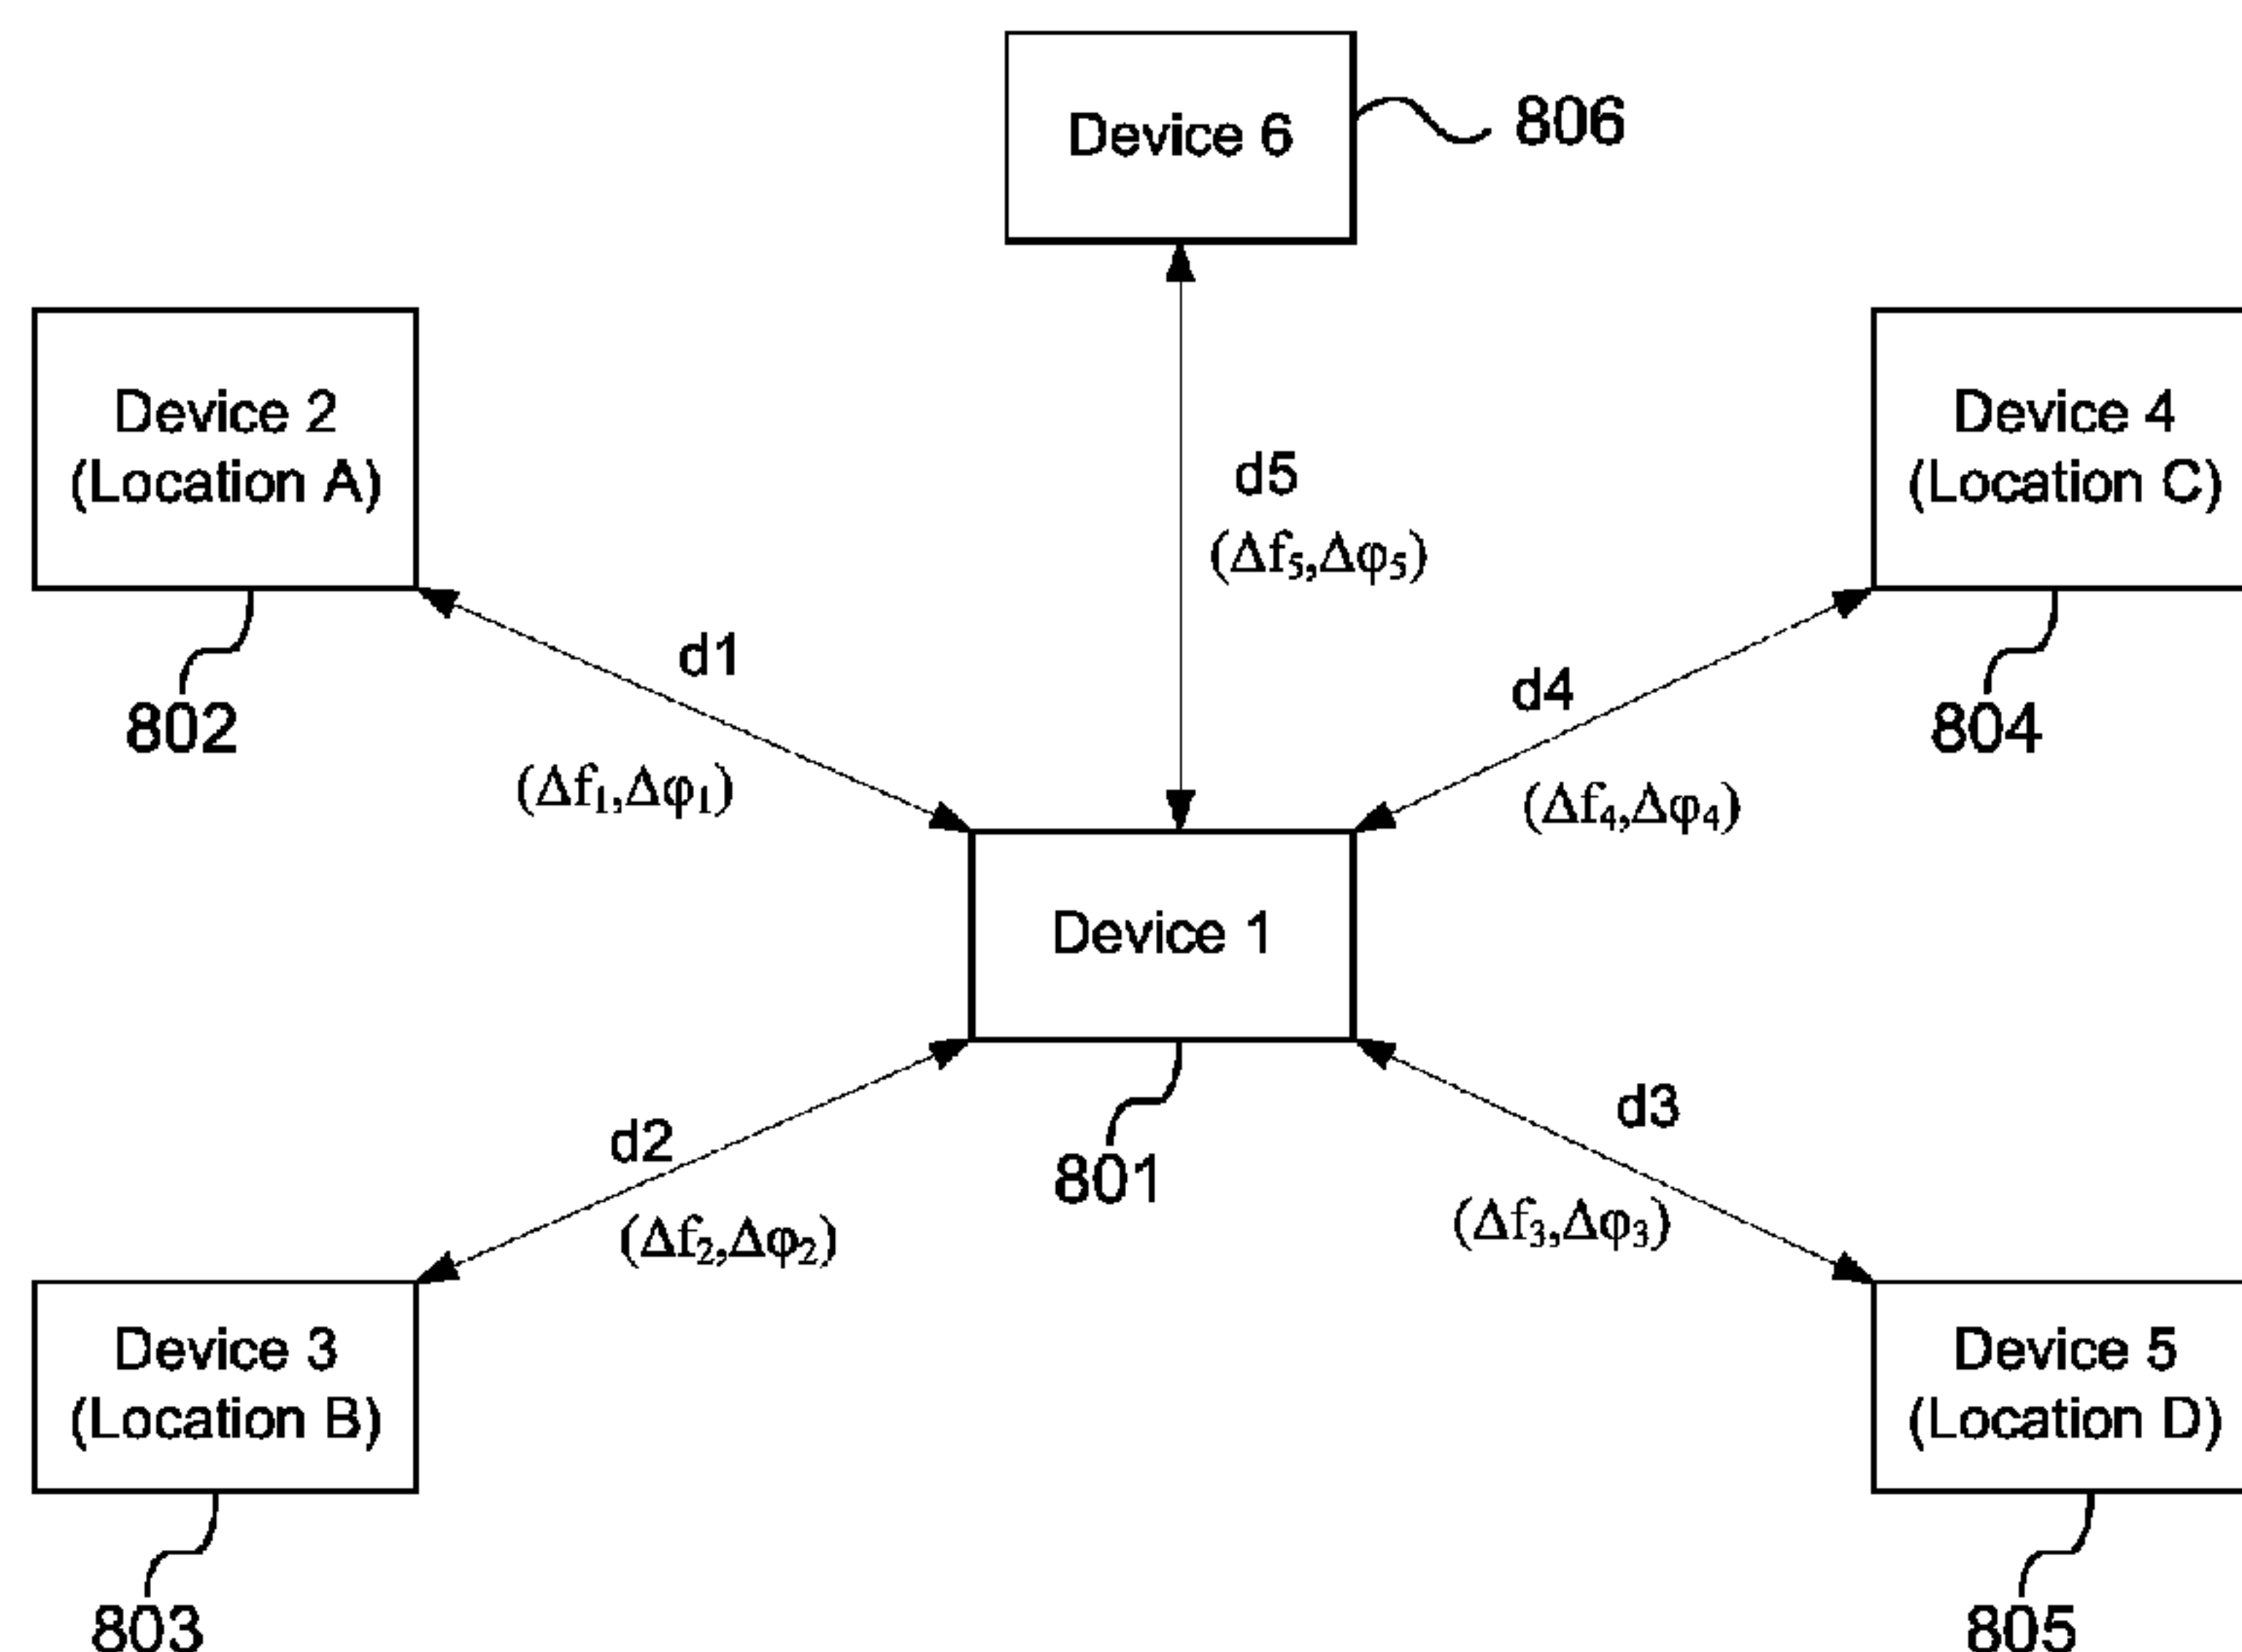 Device 6
806
Device 2
(Location A)
802
Device 4
(Location C)
804
d5
(Δf₅,Δφ₅)
d1
(Δf₁,Δφ₁)
d4
(Δf₄,Δφ₄)
Device 1
801
d2
(Δf₂,Δφ₂)
d3
(Δf₃,Δφ₃)
Device 3
(Location B)
803
Device 5
(Location D)
805